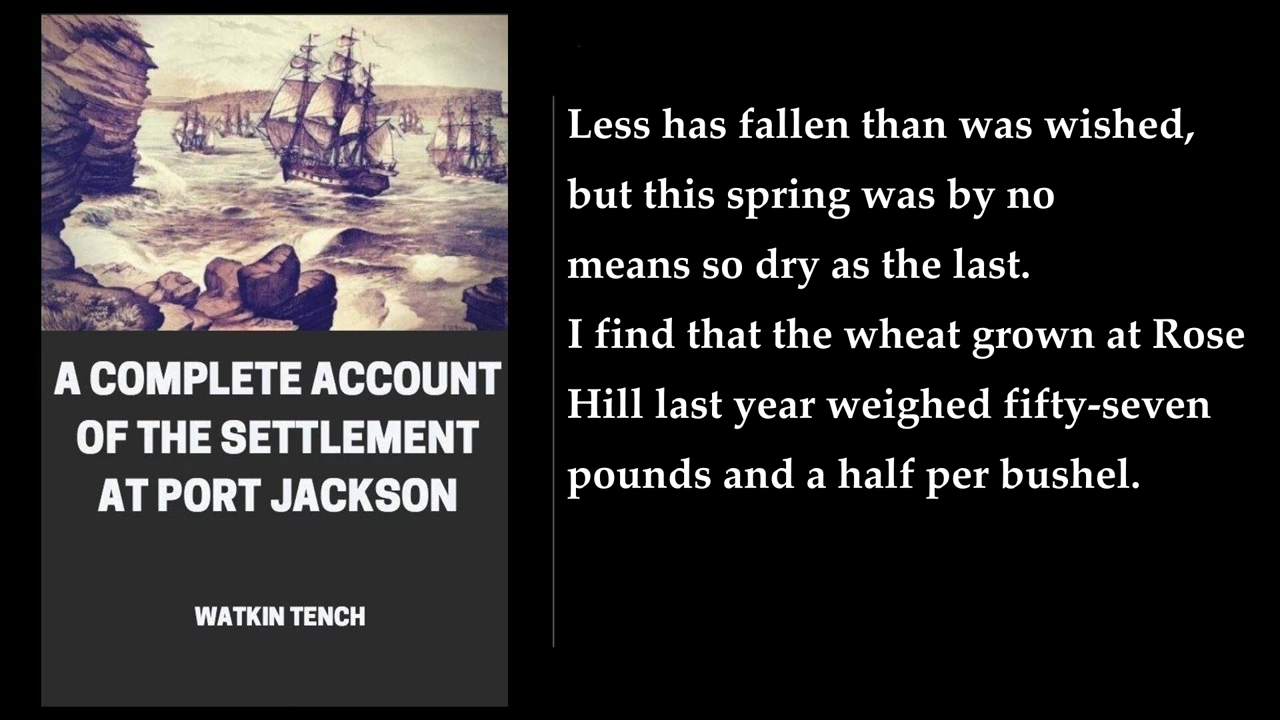 A COMPLETE ACCOUNT
OF THE SETTLEMENT
AT PORT JACKSON
WATKIN TENCH
Less has fallen than was wished,
but this spring was by no
means so dry as the last.
I find that the wheat grown at Rose
Hill last year weighed fifty-seven
pounds and a half per bushel.